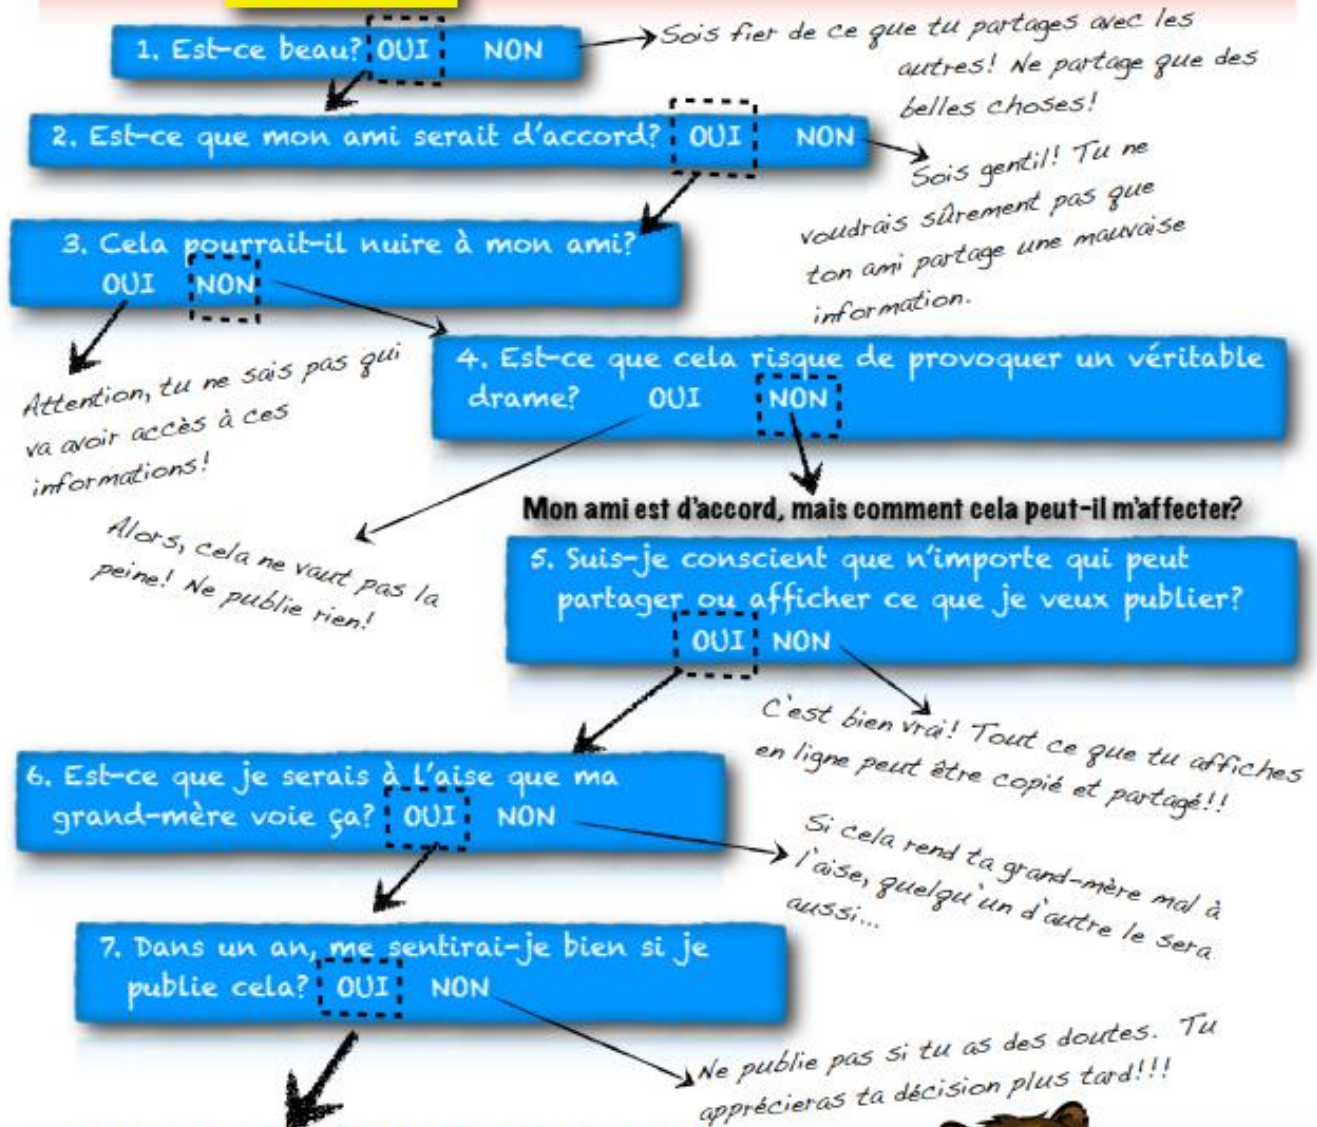 1. Est-ce beau? OUI NON
Sois fier de ce que tu partages avec les
autres! Ne partage que des
belles choses!
2. Est-ce que mon ami serait d'accord? OUI NON
Sois gentil! Tu ne
voudrais sûrement pas que
ton ami partage une mauvaise
information.
3. Cela pourrait-il nuire à mon ami?
OUI NON
Attention, tu ne sais pas qui
va avoir accès à ces
informations!
4. Est-ce que cela risque de provoquer un véritable
drame? OUI NON
Alors, cela ne vaut pas la
peine! Ne publie rien!
Mon ami est d'accord, mais comment cela peut-il m'affecter?
5. Suis-je conscient que n'importe qui peut
partager ou afficher ce que je veux publier?
OUI NON
C'est bien vrai! Tout ce que tu affiches
en ligne peut être copié et partagé!!
6. Est-ce que je serais à l'aise que ma
grand-mère voie ça? OUI NON
Si cela rend ta grand-mère mal à
l'aise, quelqu'un d'autre le sera
aussi...
7. Dans un an, me sentirai-je bien si je
publie cela? OUI NON
Ne publie pas si tu as des doutes. Tu
apprécieras ta décision plus tard!!!